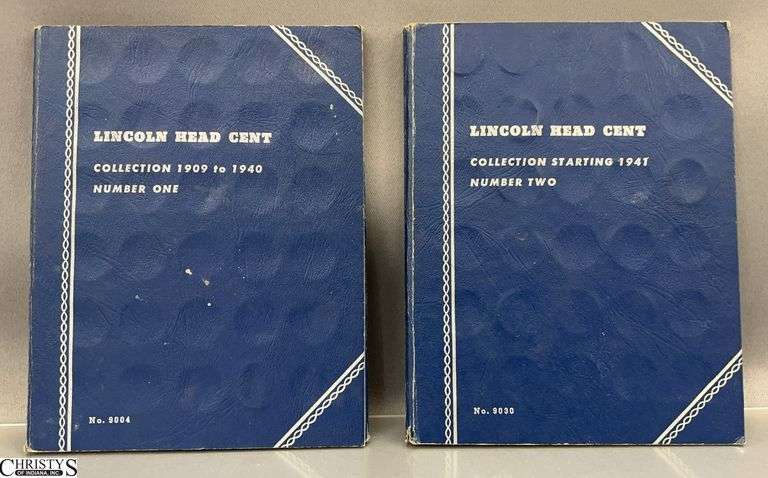 LINCOLN HEAD CENT
COLLECTION 1909 to 1940
NUMBER ONE
No. 9004
LINCOLN HEAD CENT
COLLECTION STARTING 1941
NUMBER TWO
No. 9030
CHRISTYS
OF INDIANA, INC.